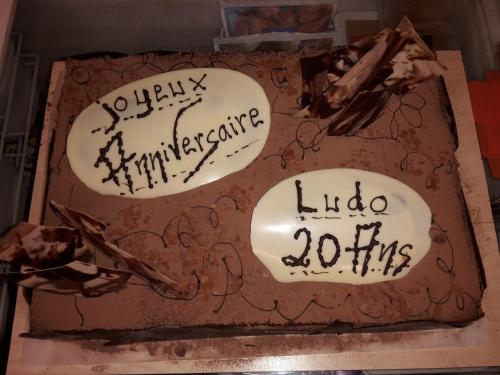 Joyeux
Anniversaire
Ludo
20 Ans